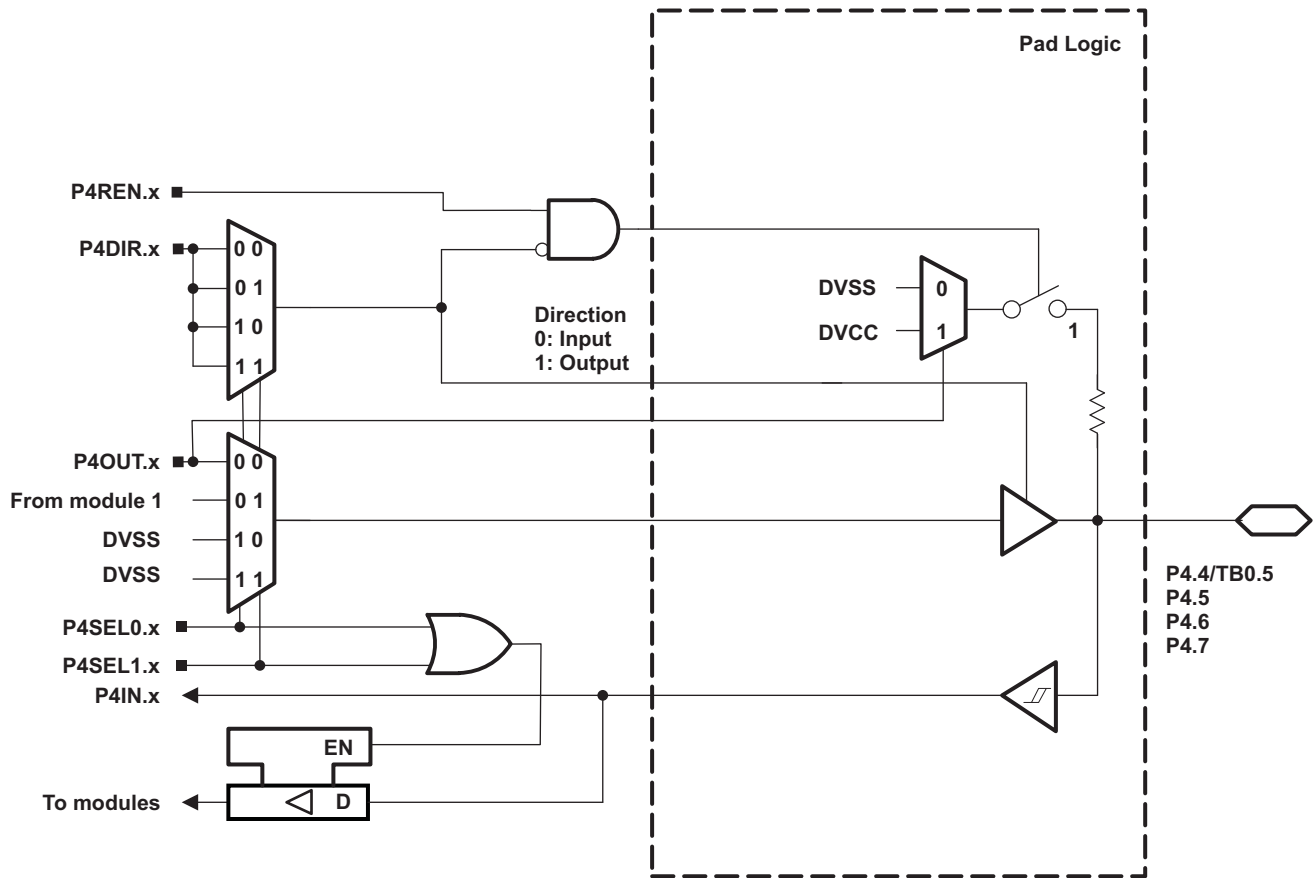 Pad Logic
P4REN.x
P4DIR.x
0 0
0 1
1 0
1 1
Direction
0: Input
1: Output
DVSS
0
DVCC
1
1
P4OUT.x
0 0
From module 1
0 1
DVSS
1 0
DVSS
1 1
P4SEL0.x
P4SEL1.x
P4IN.x
P4.4/TB0.5
P4.5
P4.6
P4.7
EN
To modules
D